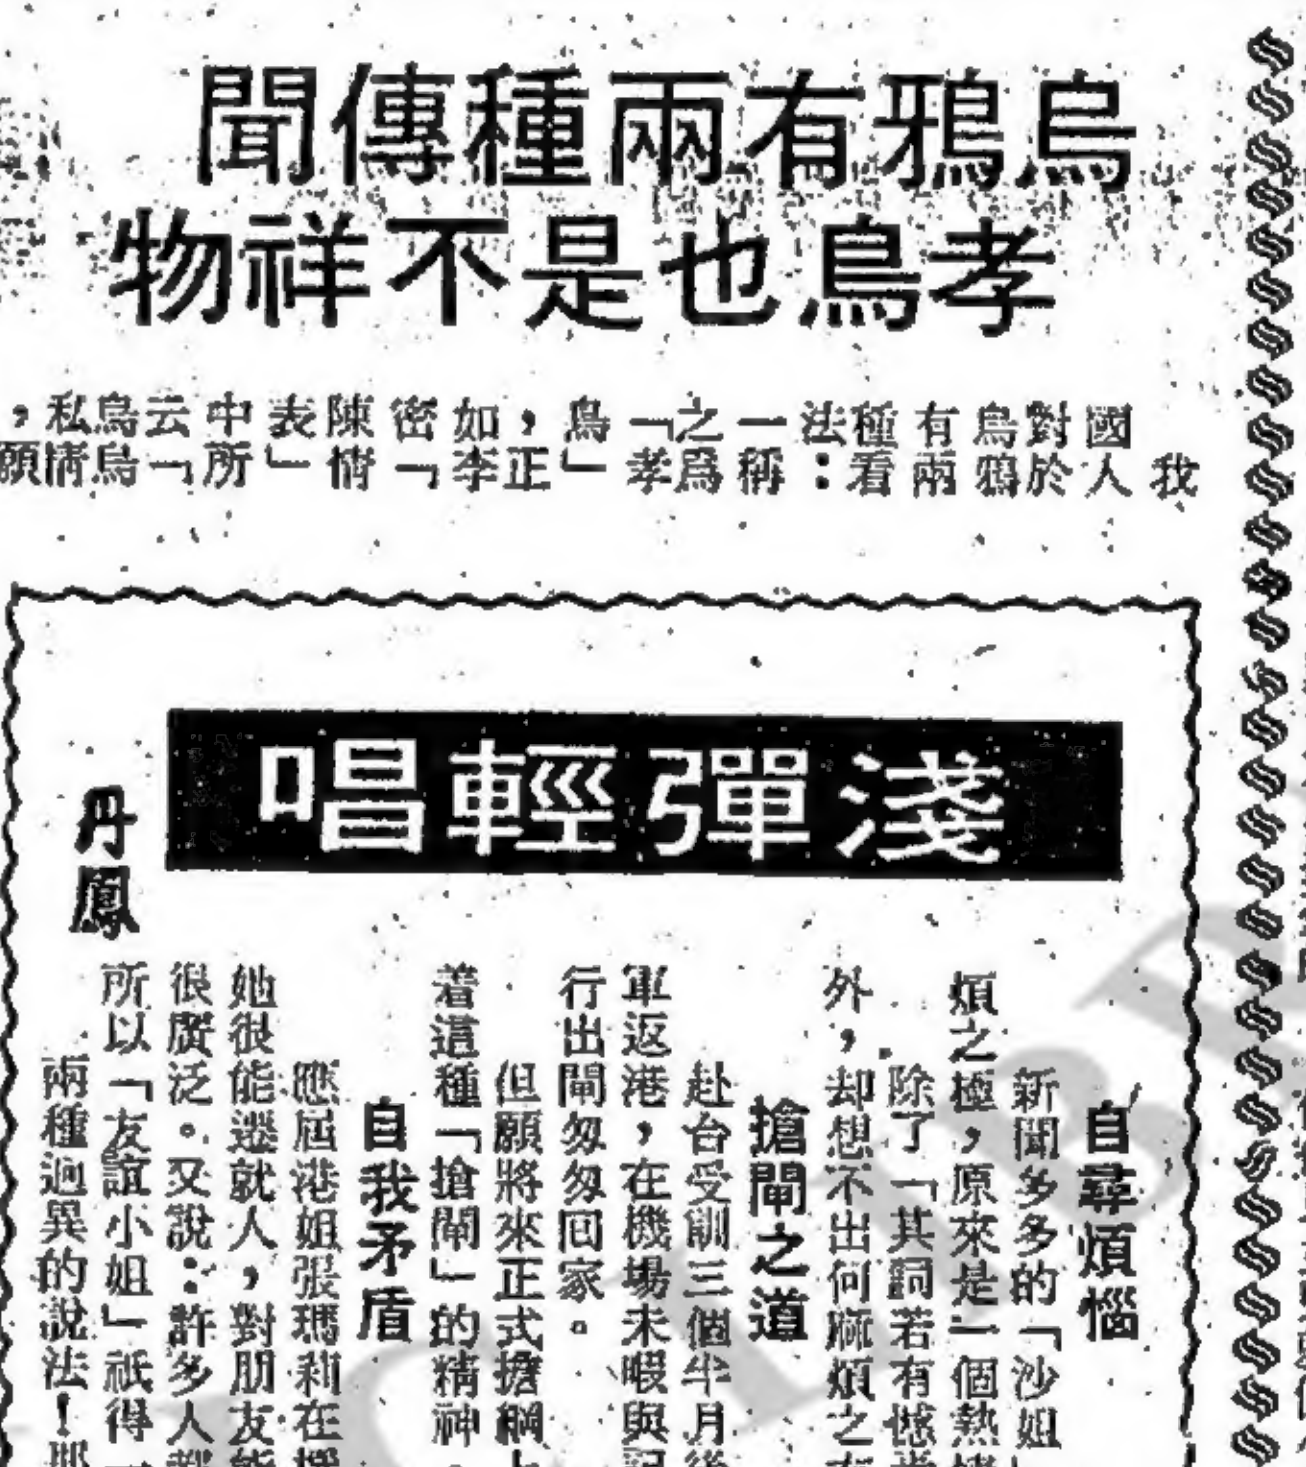 烏鴉有兩種傳聞
孝鳥也是不祥物
我
國人
對於
烏鴉
有兩
種看
法：
一稱
之爲
「孝
鳥」
，正
如李
密「
陳情
表」
中所
云「
烏烏
私情
，願
淺彈輕唱
丹鳳
自尋煩惱
新聞多多的「沙姐
煩之極，原來是一個熱
除了「其詞若有憾
外，却想不出何麻煩之
搶閘之道
赴台受訓三個半月後
軍返港，在機場未暇與記
行出閘匆匆回家。
但願將來正式擔綱
着這種「搶閘」的精神
自我矛盾
應屆港姐張瑪莉在
她很能遷就人，對朋友能
很廣泛。又說：許多人都
所以「友誼小姐」祇得
兩種迥異的說法！那